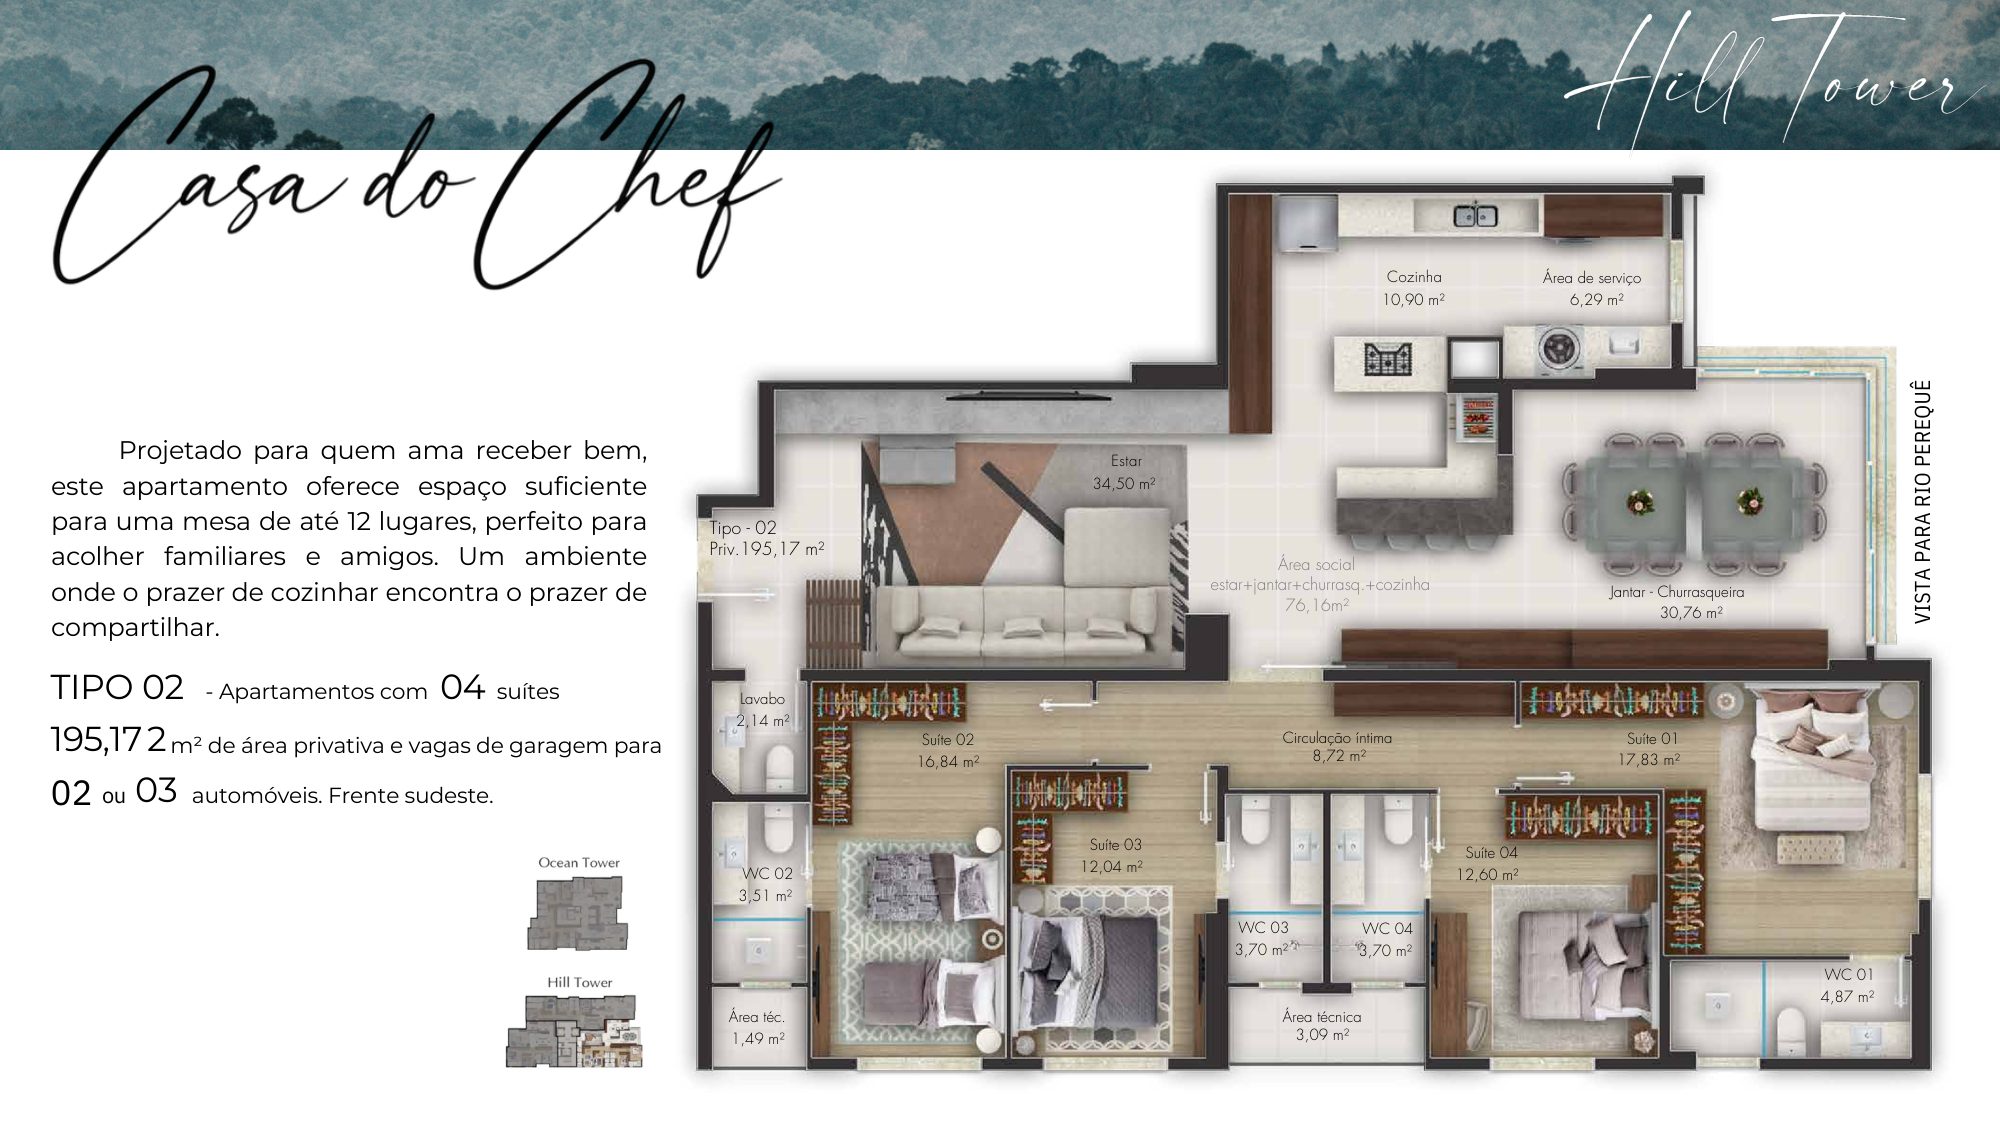 Hill Tower
Casa do Chef
Projetado para quem ama receber bem,
este apartamento oferece espaço suficiente
para uma mesa de até 12 lugares, perfeito para
acolher familiares e amigos. Um ambiente
onde o prazer de cozinhar encontra o prazer de
compartilhar.
TIPO 02 - Apartamentos com 04 suítes
195,17 2 m² de área privativa e vagas de garagem para
02 ou 03 automóveis. Frente sudeste.
Ocean Tower
Hill Tower
Cozinha
10,90 m²
Área de serviço
6,29 m²
Estar
34,50 m²
Tipo - 02
Priv.195,17 m²
Área social
estar+jantar+churrasq.+cozinha
76,16m²
Jantar - Churrasqueira
30,76 m²
VISTA PARA RIO PEREQUÊ
Lavabo
2,14 m²
Suíte 02
16,84 m²
Circulação íntima
8,72 m²
Suíte 01
17,83 m²
Suíte 03
12,04 m²
Suíte 04
12,60 m²
WC 02
3,51 m²
WC 03
3,70 m²
WC 04
3,70 m²
WC 01
4,87 m²
Área téc.
1,49 m²
Área técnica
3,09 m²